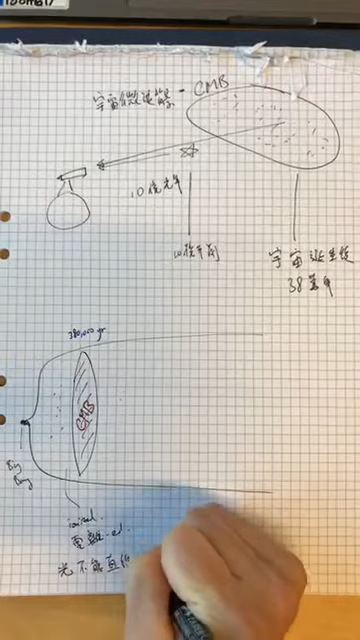 宇宙微波背景 - CMB
10億光年
10億年前
宇宙誕生後
38萬年
380,000 yr
CMB
Big
Bang
ionized.
電離
光不能直